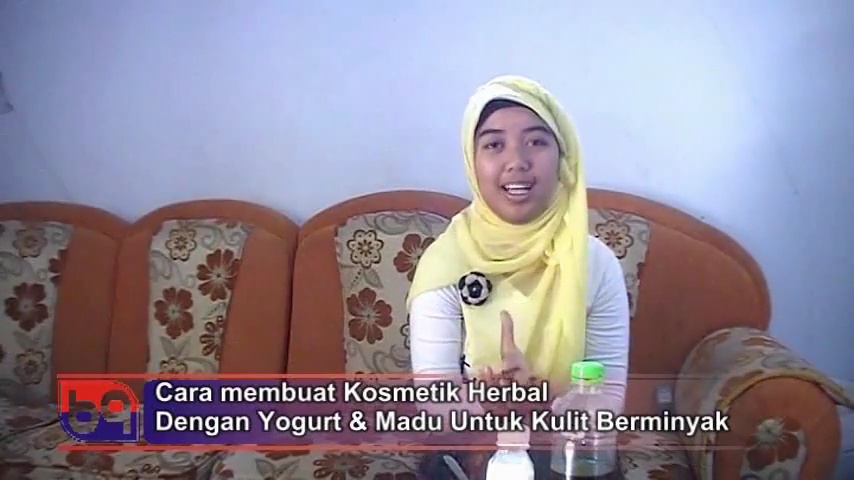 Cara membuat Kosmetik Herbal
Dengan Yogurt & Madu Untuk Kulit Berminyak